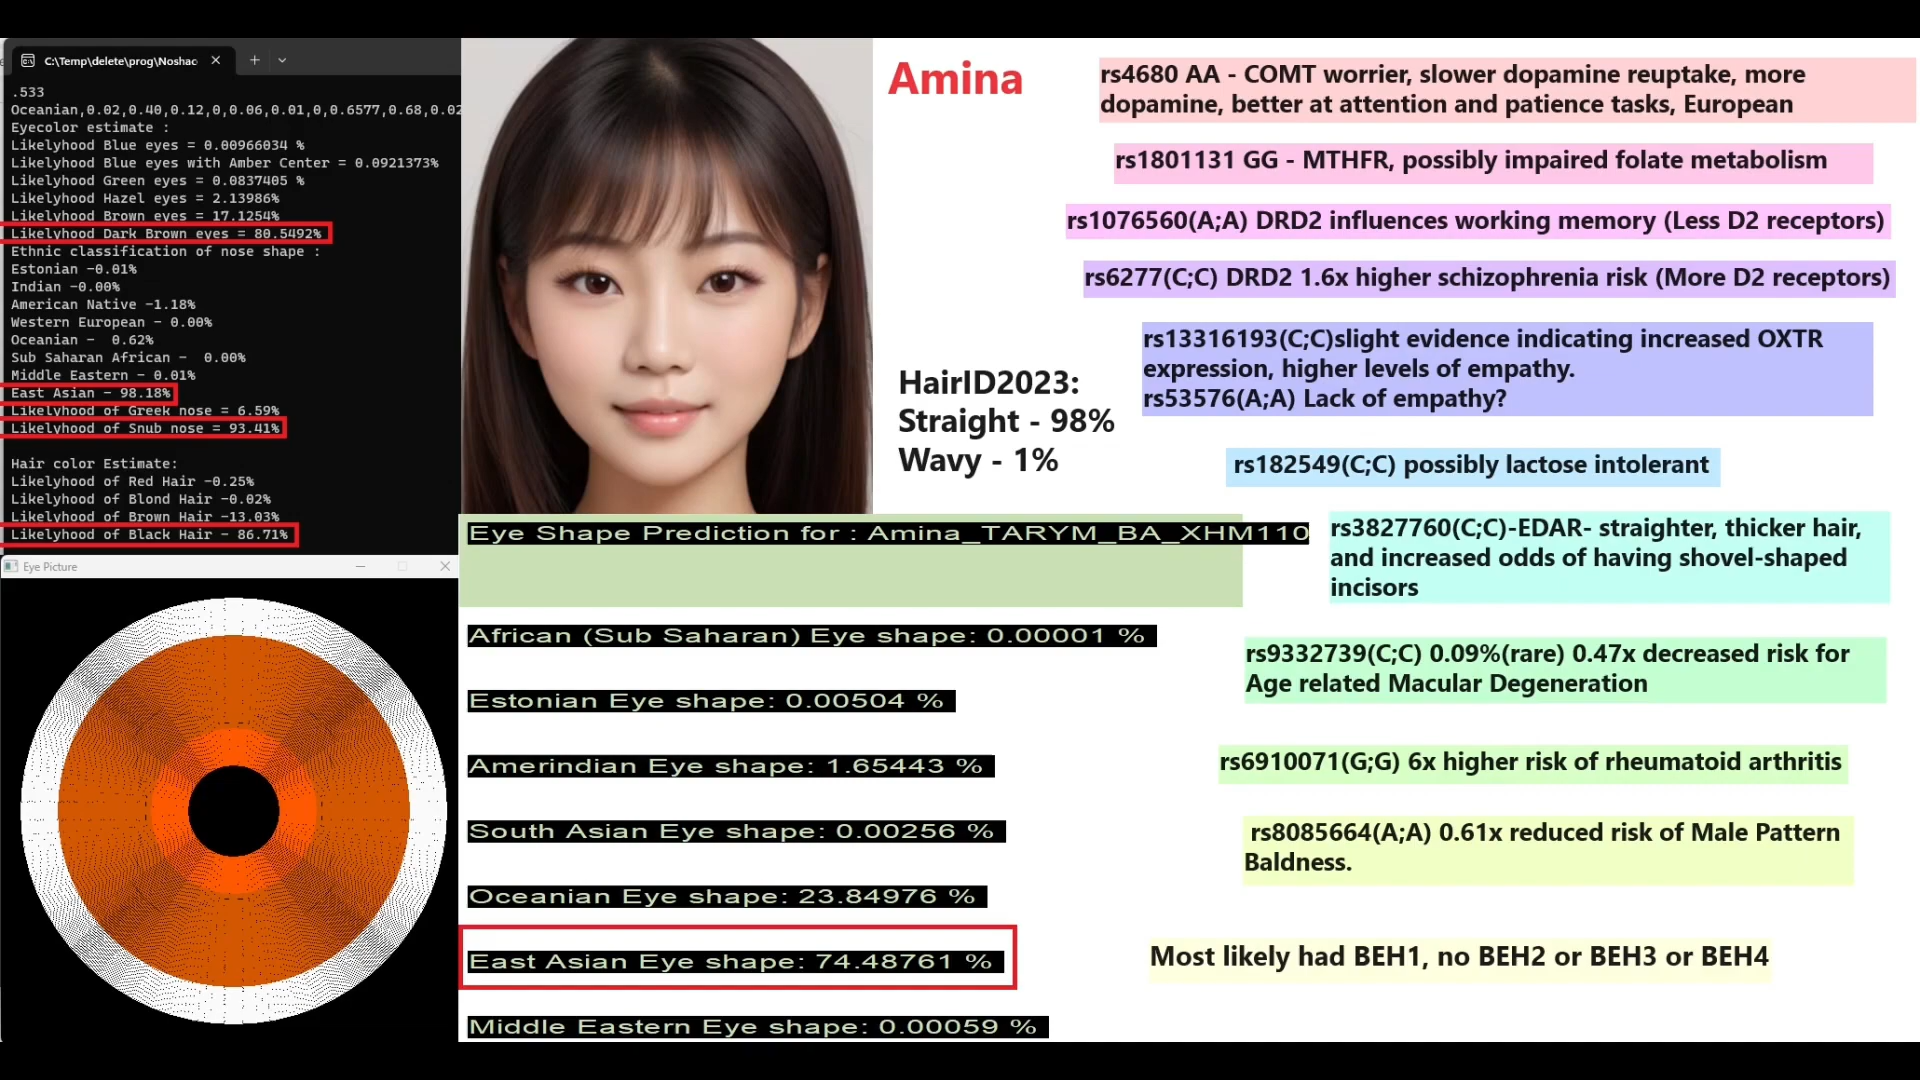 C:\Temp\delete\prog\Noshac
.533
Oceanian,0.02,0.40,0.12,0,0.06,0.01,0,0.6577,0.68,0.02
Eyecolor estimate :
Likelyhood Blue eyes = 0.00966034 %
Likelyhood Blue eyes with Amber Center = 0.0921373%
Likelyhood Green eyes = 0.0837405 %
Likelyhood Hazel eyes = 2.13986%
Likelyhood Brown eyes = 17.1254%
Likelyhood Dark Brown eyes = 80.5492%
Ethnic classification of nose shape :
Estonian -0.01%
Indian -0.00%
American Native -1.18%
Western European - 0.00%
Oceanian -  0.62%
Sub Saharan African -  0.00%
Middle Eastern - 0.01%
East Asian - 98.18%
Likelyhood of Greek nose = 6.59%
Likelyhood of Snub nose = 93.41%
Hair color Estimate:
Likelyhood of Red Hair -0.25%
Likelyhood of Blond Hair -0.02%
Likelyhood of Brown Hair -13.03%
Likelyhood of Black Hair - 86.71%
Eye Picture
Amina
HairID2023:
Straight - 98%
Wavy - 1%
Eye Shape Prediction for : Amina_TARYM_BA_XHM110
African (Sub Saharan) Eye shape: 0.00001 %
Estonian Eye shape: 0.00504 %
Amerindian Eye shape: 1.65443 %
South Asian Eye shape: 0.00256 %
Oceanian Eye shape: 23.84976 %
East Asian Eye shape: 74.48761 %
Middle Eastern Eye shape: 0.00059 %
rs4680 AA - COMT worrier, slower dopamine reuptake, more
dopamine, better at attention and patience tasks, European
rs1801131 GG - MTHFR, possibly impaired folate metabolism
rs1076560(A;A) DRD2 influences working memory (Less D2 receptors)
rs6277(C;C) DRD2 1.6x higher schizophrenia risk (More D2 receptors)
rs13316193(C;C)slight evidence indicating increased OXTR
expression, higher levels of empathy.
rs53576(A;A) Lack of empathy?
rs182549(C;C) possibly lactose intolerant
rs3827760(C;C)-EDAR- straighter, thicker hair,
and increased odds of having shovel-shaped
incisors
rs9332739(C;C) 0.09%(rare) 0.47x decreased risk for
Age related Macular Degeneration
rs6910071(G;G) 6x higher risk of rheumatoid arthritis
rs8085664(A;A) 0.61x reduced risk of Male Pattern
Baldness.
Most likely had BEH1, no BEH2 or BEH3 or BEH4